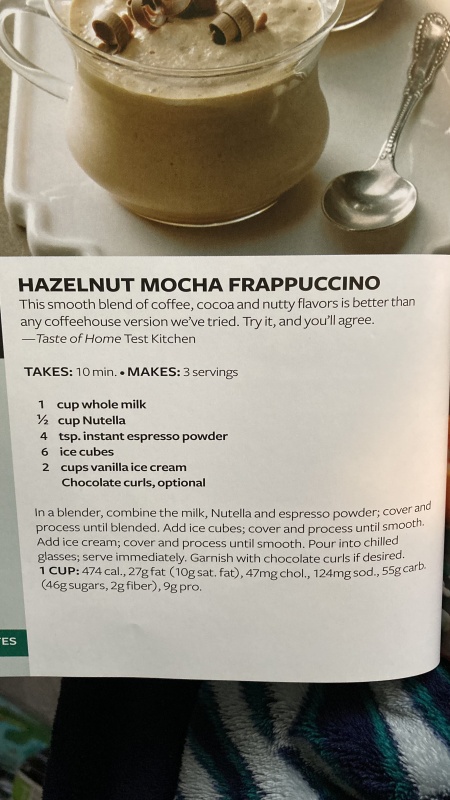 HAZELNUT MOCHA FRAPPUCCINO
This smooth blend of coffee, cocoa and nutty flavors is better than
any coffeehouse version we've tried. Try it, and you'll agree.
—Taste of Home Test Kitchen
TAKES: 10 min. • MAKES: 3 servings
1 cup whole milk
½ cup Nutella
4 tsp. instant espresso powder
6 ice cubes
2 cups vanilla ice cream
Chocolate curls, optional
In a blender, combine the milk, Nutella and espresso powder; cover and
process until blended. Add ice cubes; cover and process until smooth.
Add ice cream; cover and process until smooth. Pour into chilled
glasses; serve immediately. Garnish with chocolate curls if desired.
1 CUP: 474 cal., 27g fat (10g sat. fat), 47mg chol., 124mg sod., 55g carb.
(46g sugars, 2g fiber), 9g pro.